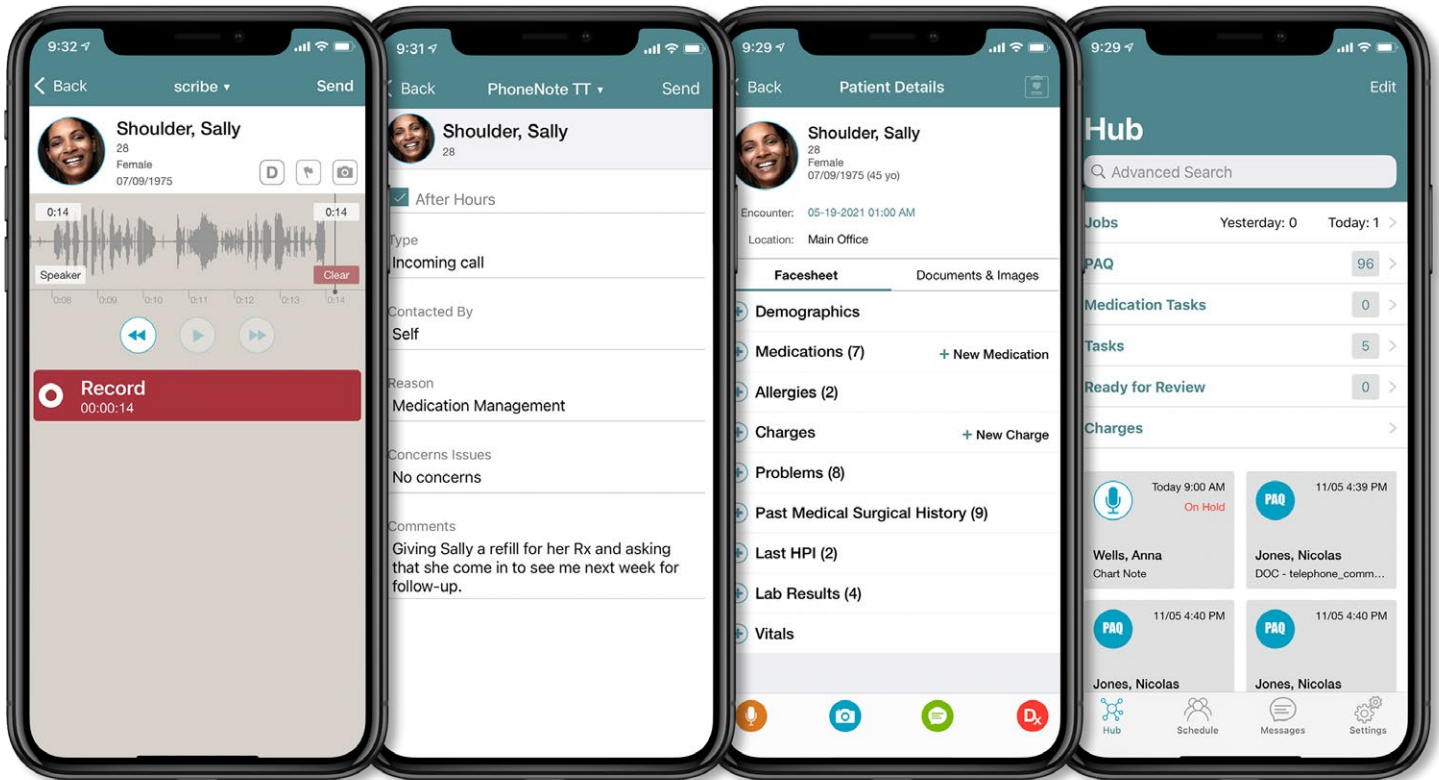 9:32
Back
scribe
Send
Shoulder, Sally
28
Female
07/09/1975
D
0:14
0:14
Speaker
Clear
0:08 0:09 0:10 0:11 0:12 0:13 0:14
Record
00:00:14
9:31
Back
PhoneNote TT
Send
Shoulder, Sally
28
After Hours
Type
Incoming call
Contacted By
Self
Reason
Medication Management
Concerns Issues
No concerns
Comments
Giving Sally a refill for her Rx and asking
that she come in to see me next week for
follow-up.
9:29
Back
Patient Details
Shoulder, Sally
28
Female
07/09/1975 (45 yo)
Encounter: 05-19-2021 01:00 AM
Location: Main Office
Facesheet
Documents & Images
Demographics
Medications (7)
+ New Medication
Allergies (2)
Charges
+ New Charge
Problems (8)
Past Medical Surgical History (9)
Last HPI (2)
Lab Results (4)
Vitals
Dx
9:29
Edit
Hub
Advanced Search
Jobs Yesterday: 0 Today: 1
PAQ 96
Medication Tasks 0
Tasks 5
Ready for Review 0
Charges
Today 9:00 AM
On Hold
Wells, Anna
Chart Note
PAQ
11/05 4:39 PM
Jones, Nicolas
DOC - telephone_comm...
PAQ
11/05 4:40 PM
Jones, Nicolas
PAQ
11/05 4:40 PM
Jones, Nicolas
Hub
Schedule
Messages
Settings